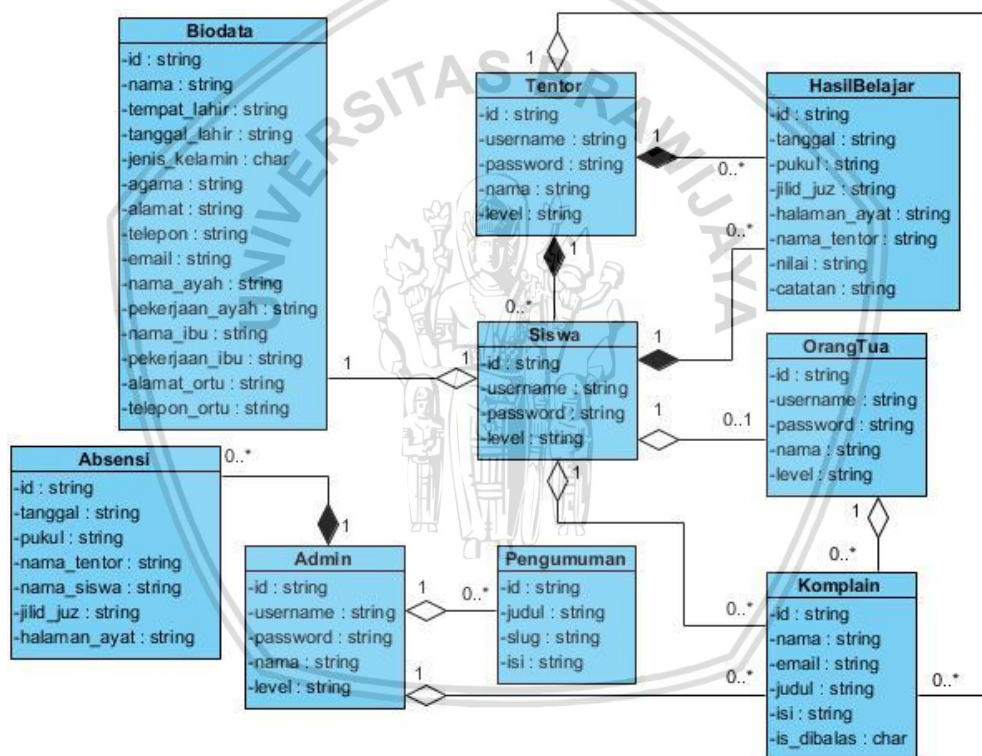 Biodata
-id : string
-nama : string
-tempat_lahir : string
-tanggal_lahir : string
-jenis_kelamin : char
-agama : string
-alamat : string
-telepon : string
-email : string
-nama_ayah : string
-pekerjaan_ayah : string
-nama_ibu : string
-pekerjaan_ibu : string
-alamat_ortu : string
-telepon_ortu : string
1
1
1
Tentor
-id : string
-username : string
-password : string
-nama : string
-level : string
1
0..*
1
0..*
HasilBelajar
-id : string
-tanggal : string
-pukul : string
-jilid_juz : string
-halaman_ayat : string
-nama_tentor : string
-nilai : string
-catatan : string
0..*
1
Siswa
-id : string
-username : string
-password : string
-level : string
1
0..1
1
OrangTua
-id : string
-username : string
-password : string
-nama : string
-level : string
1
0..*
Absensi
-id : string
-tanggal : string
-pukul : string
-nama_tentor : string
-nama_siswa : string
-jilid_juz : string
-halaman_ayat : string
0..*
1
Admin
-id : string
-username : string
-password : string
-nama : string
-level : string
1
0..*
1
0..*
Pengumuman
-id : string
-judul : string
-slug : string
-isi : string
0..*
Komplain
-id : string
-nama : string
-email : string
-judul : string
-isi : string
-is_dibalas : char
0..*
UNIVERSITAS BRAWIJAYA